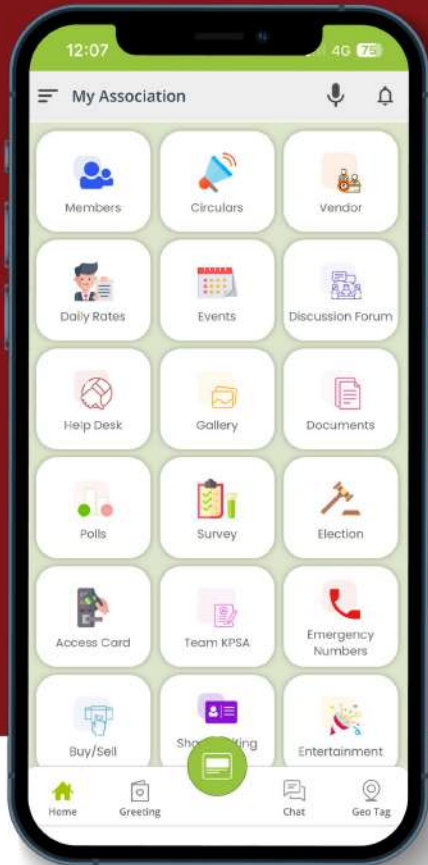 12:07
4G 75
My Association
Members
Circulars
Vendor
Daily Rates
Events
Discussion Forum
Help Desk
Gallery
Documents
Polls
Survey
Election
Access Card
Team KPSA
Emergency
Numbers
Buy/Sell
Entertainment
Home
Greeting
Chat
Geo Tag